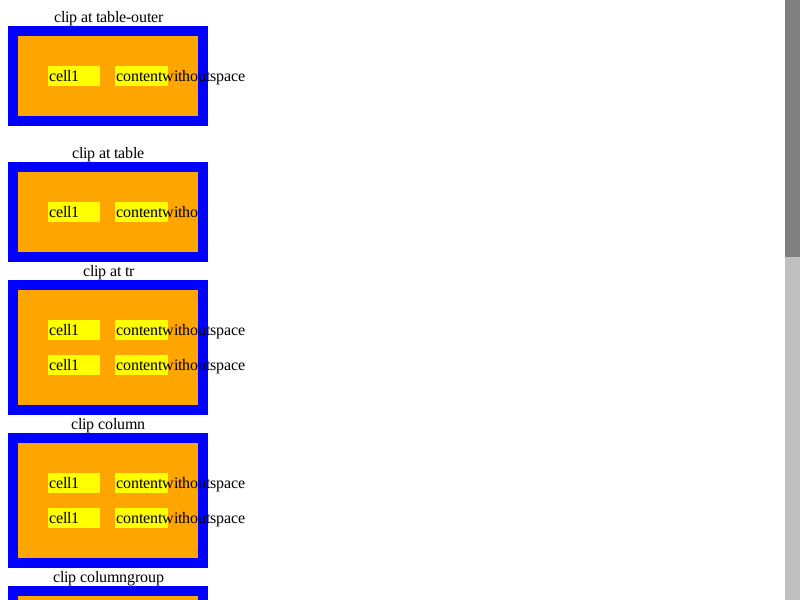 clip at table-outer
cell1 contentwithoutspace
clip at table
cell1 contentwitho
clip at tr
cell1 contentwithoutspace
cell1 contentwithoutspace
clip column
cell1 contentwithoutspace
cell1 contentwithoutspace
clip columngroup